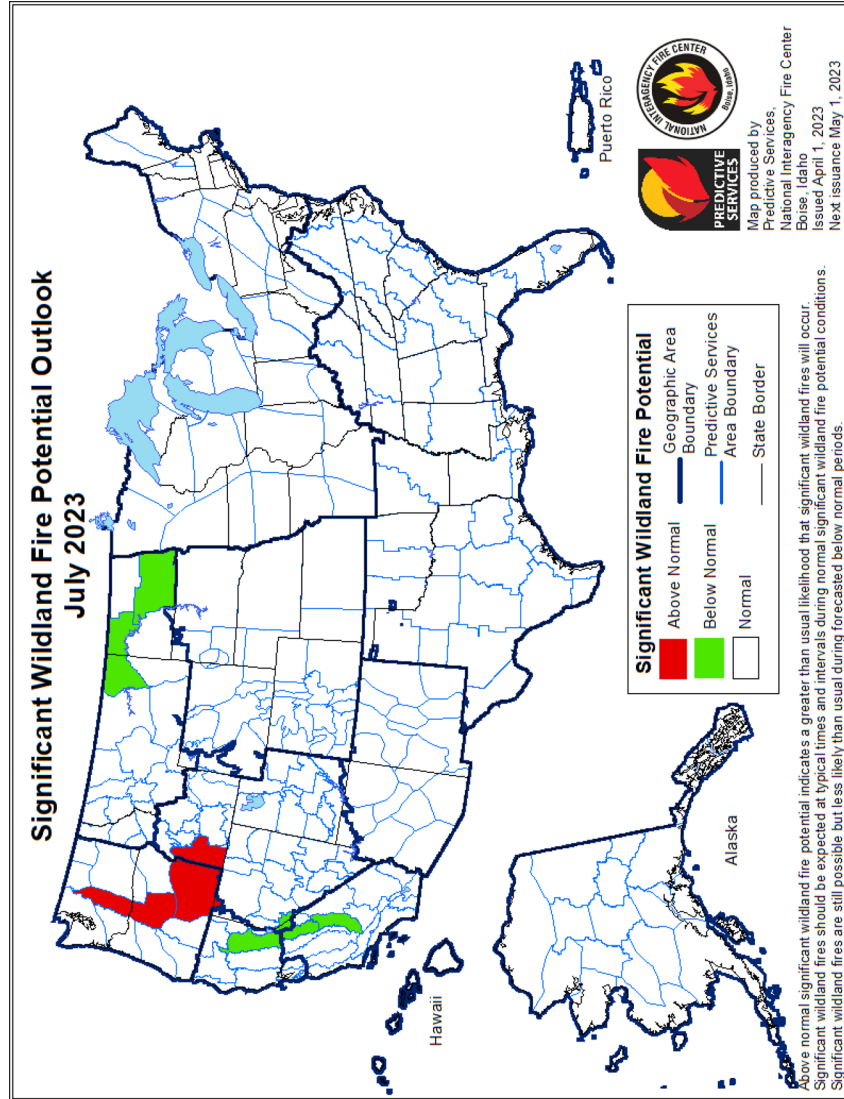 Significant Wildland Fire Potential Outlook
July 2023
Puerto Rico
Hawaii
Alaska
Significant Wildland Fire Potential
Above Normal
Below Normal
Normal
Geographic Area
Boundary
Predictive Services
Area Boundary
State Border
PREDICTIVE
SERVICES
NATIONAL INTERAGENCY FIRE CENTER
Boise, Idaho
Map produced by
Predictive Services,
National Interagency Fire Center
Boise, Idaho
Issued April 1, 2023
Next issuance May 1, 2023
Above normal significant wildland fire potential indicates a greater than usual likelihood that significant wildland fires will occur.
Significant wildland fires should be expected at typical times and intervals during normal significant wildland fire potential conditions.
Significant wildland fires are still possible but less likely than usual during forecasted below normal periods.